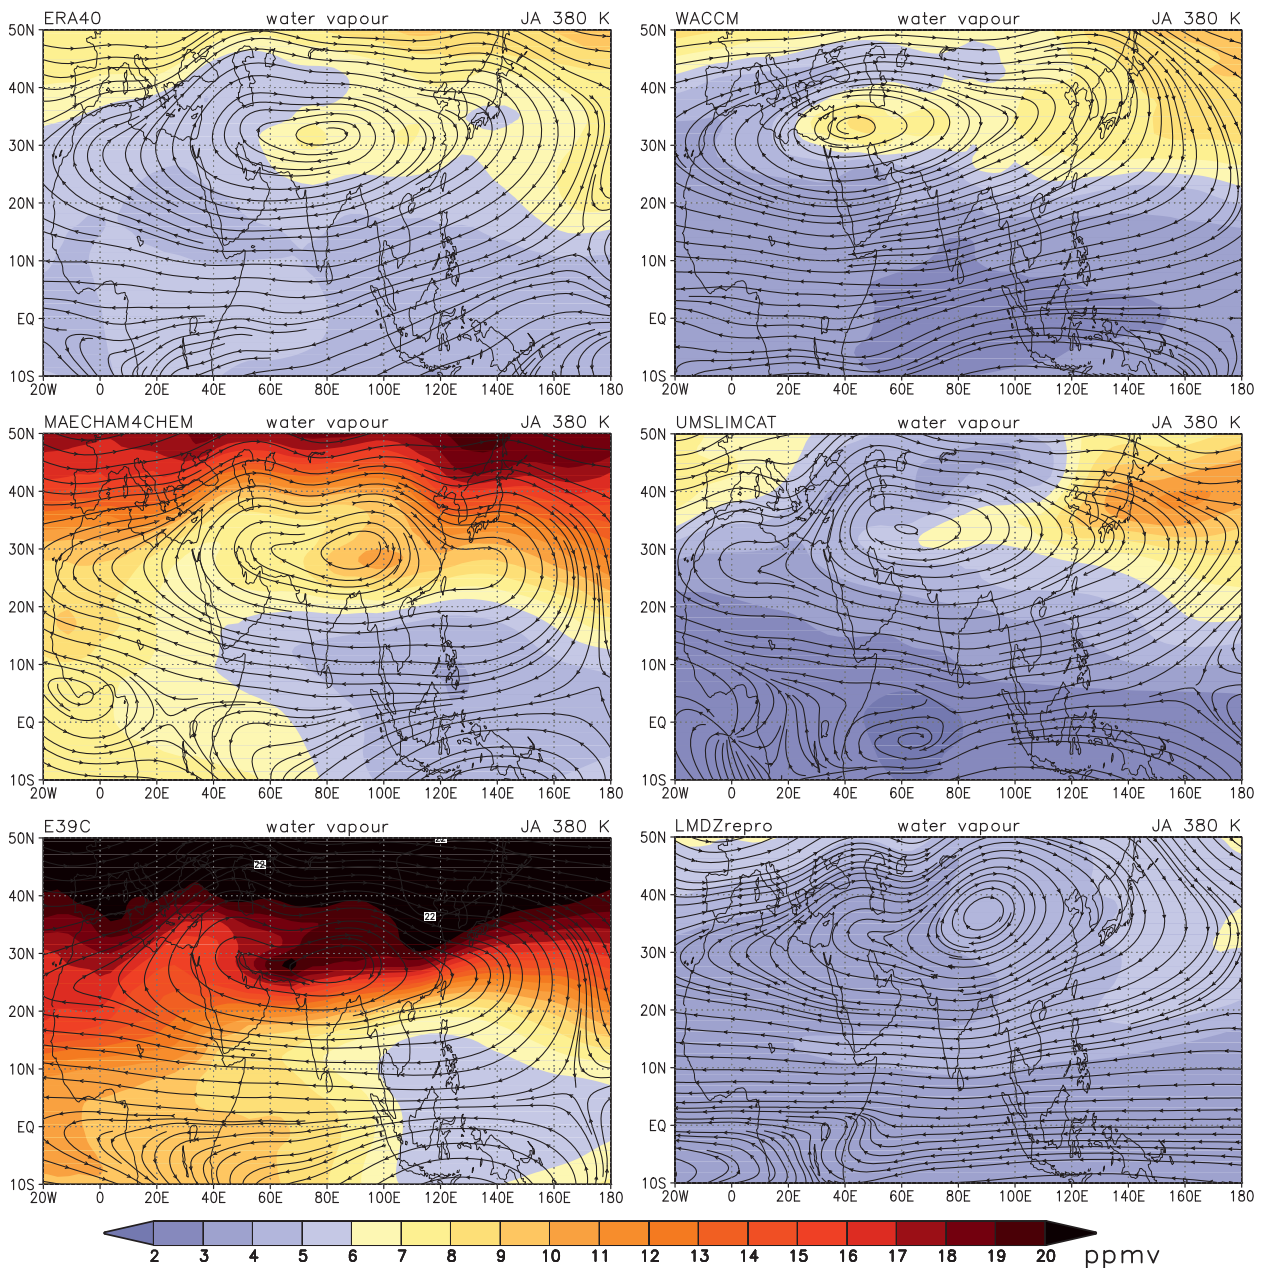 ERA40 water vapour JA 380 K
50N
40N
30N
20N
10N
EQ
10S
20W 0 20E 40E 60E 80E 100E 120E 140E 160E 180
WACCM water vapour JA 380 K
50N
40N
30N
20N
10N
EQ
10S
20W 0 20E 40E 60E 80E 100E 120E 140E 160E 180
MAECHAM4CHEM water vapour JA 380 K
50N
40N
30N
20N
10N
EQ
10S
20W 0 20E 40E 60E 80E 100E 120E 140E 160E 180
UMSLIMCAT water vapour JA 380 K
50N
40N
30N
20N
10N
EQ
10S
20W 0 20E 40E 60E 80E 100E 120E 140E 160E 180
E39C water vapour JA 380 K
50N
22
22
40N
22
30N
20N
10N
EQ
10S
20W 0 20E 40E 60E 80E 100E 120E 140E 160E 180
LMDZrepro water vapour JA 380 K
50N
40N
30N
20N
10N
EQ
10S
20W 0 20E 40E 60E 80E 100E 120E 140E 160E 180
2 3 4 5 6 7 8 9 10 11 12 13 14 15 16 17 18 19 20 ppmv